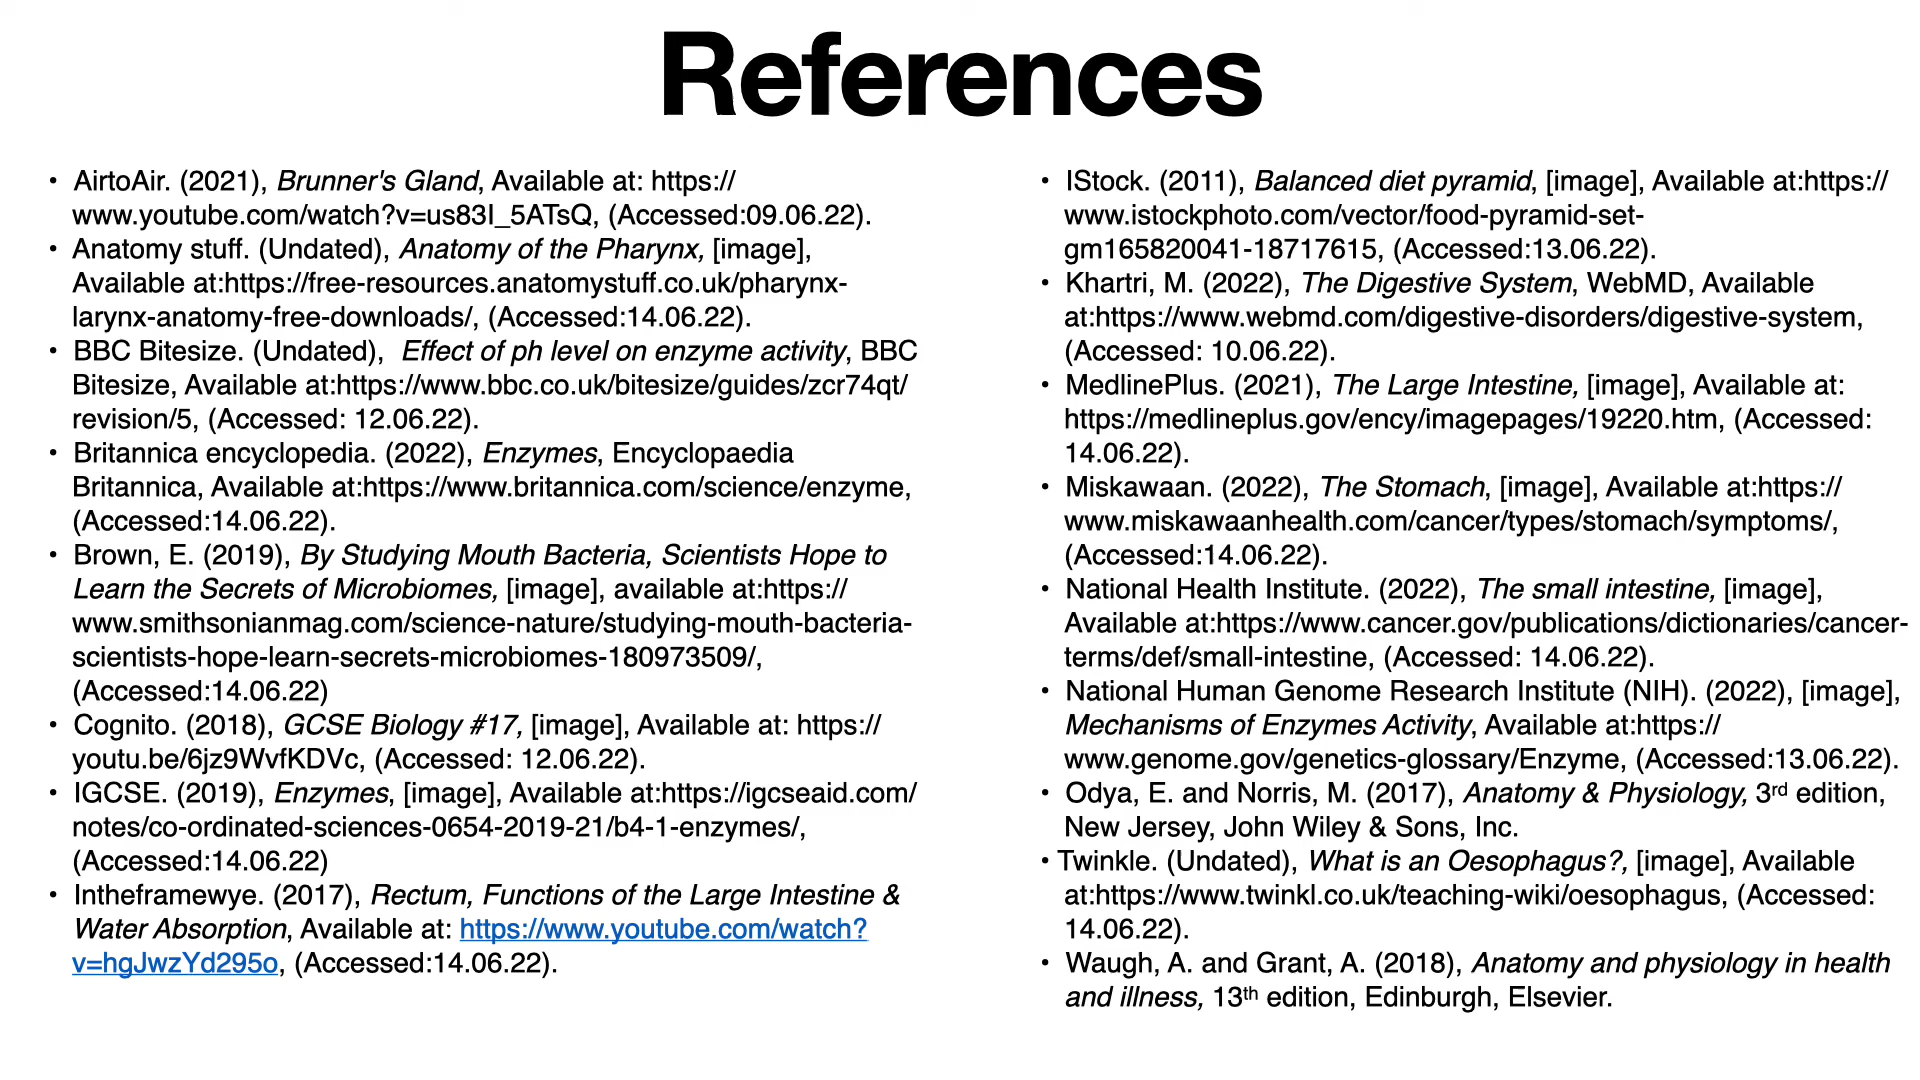 References
• AirtoAir. (2021), Brunner's Gland, Available at: https://
www.youtube.com/watch?v=us83I_5ATsQ, (Accessed:09.06.22).
• Anatomy stuff. (Undated), Anatomy of the Pharynx, [image],
Available at:https://free-resources.anatomystuff.co.uk/pharynx-
larynx-anatomy-free-downloads/, (Accessed:14.06.22).
• BBC Bitesize. (Undated),  Effect of ph level on enzyme activity, BBC
Bitesize, Available at:https://www.bbc.co.uk/bitesize/guides/zcr74qt/
revision/5, (Accessed: 12.06.22).
• Britannica encyclopedia. (2022), Enzymes, Encyclopaedia
Britannica, Available at:https://www.britannica.com/science/enzyme,
(Accessed:14.06.22).
• Brown, E. (2019), By Studying Mouth Bacteria, Scientists Hope to
Learn the Secrets of Microbiomes, [image], available at:https://
www.smithsonianmag.com/science-nature/studying-mouth-bacteria-
scientists-hope-learn-secrets-microbiomes-180973509/,
(Accessed:14.06.22)
• Cognito. (2018), GCSE Biology #17, [image], Available at: https://
youtu.be/6jz9WvfKDVc, (Accessed: 12.06.22).
• IGCSE. (2019), Enzymes, [image], Available at:https://igcseaid.com/
notes/co-ordinated-sciences-0654-2019-21/b4-1-enzymes/,
(Accessed:14.06.22)
• Intheframewye. (2017), Rectum, Functions of the Large Intestine &
Water Absorption, Available at: https://www.youtube.com/watch?
v=hgJwzYd295o, (Accessed:14.06.22).
• IStock. (2011), Balanced diet pyramid, [image], Available at:https://
www.istockphoto.com/vector/food-pyramid-set-
gm165820041-18717615, (Accessed:13.06.22).
• Khartri, M. (2022), The Digestive System, WebMD, Available
at:https://www.webmd.com/digestive-disorders/digestive-system,
(Accessed: 10.06.22).
• MedlinePlus. (2021), The Large Intestine, [image], Available at:
https://medlineplus.gov/ency/imagepages/19220.htm, (Accessed:
14.06.22).
• Miskawaan. (2022), The Stomach, [image], Available at:https://
www.miskawaanhealth.com/cancer/types/stomach/symptoms/,
(Accessed:14.06.22).
• National Health Institute. (2022), The small intestine, [image],
Available at:https://www.cancer.gov/publications/dictionaries/cancer-
terms/def/small-intestine, (Accessed: 14.06.22).
• National Human Genome Research Institute (NIH). (2022), [image],
Mechanisms of Enzymes Activity, Available at:https://
www.genome.gov/genetics-glossary/Enzyme, (Accessed:13.06.22).
• Odya, E. and Norris, M. (2017), Anatomy & Physiology, 3rd edition,
New Jersey, John Wiley & Sons, Inc.
• Twinkle. (Undated), What is an Oesophagus?, [image], Available
at:https://www.twinkl.co.uk/teaching-wiki/oesophagus, (Accessed:
14.06.22).
• Waugh, A. and Grant, A. (2018), Anatomy and physiology in health
and illness, 13th edition, Edinburgh, Elsevier.